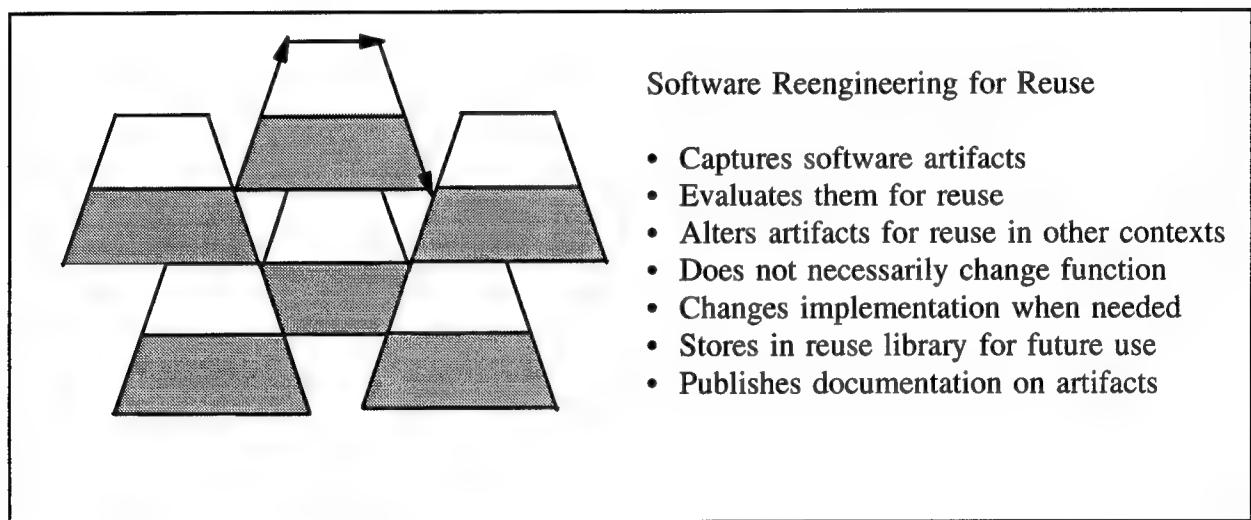 Software Reengineering for Reuse
• Captures software artifacts
• Evaluates them for reuse
• Alters artifacts for reuse in other contexts
• Does not necessarily change function
• Changes implementation when needed
• Stores in reuse library for future use
• Publishes documentation on artifacts